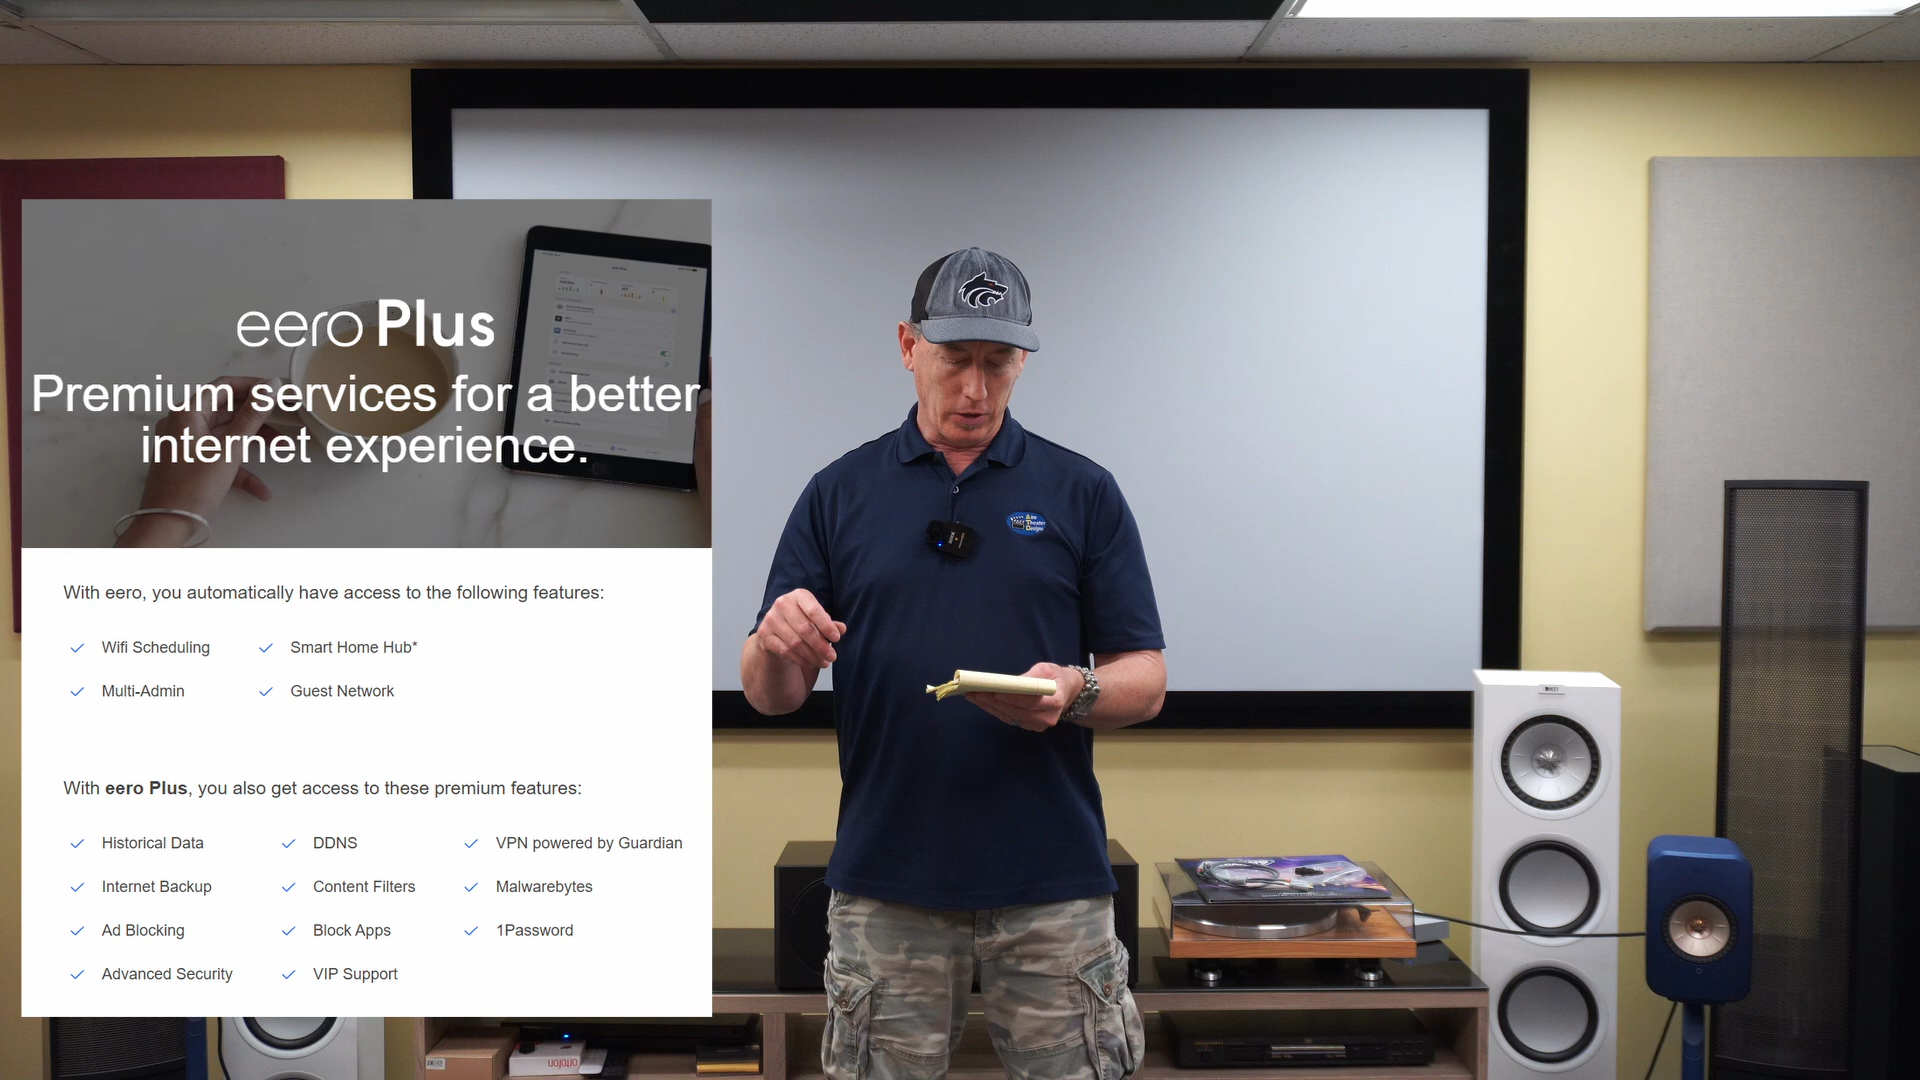 eero Plus
Premium services for a better
internet experience.
With eero, you automatically have access to the following features:
Wifi Scheduling
Smart Home Hub*
Multi-Admin
Guest Network
With eero Plus, you also get access to these premium features:
Historical Data
DDNS
VPN powered by Guardian
Internet Backup
Content Filters
Malwarebytes
Ad Blocking
Block Apps
1Password
Advanced Security
VIP Support
Theater
Designs
KEF
ortofon